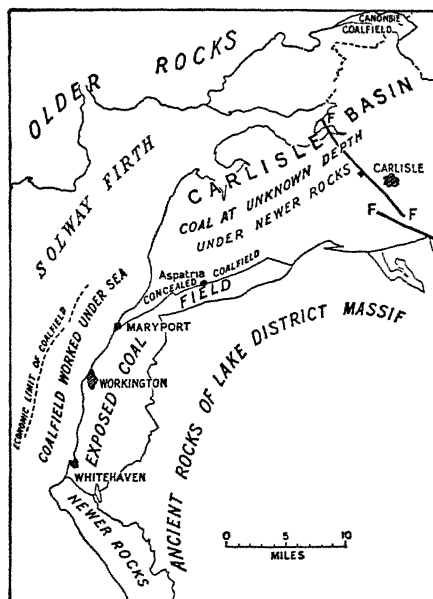 CANONBIE
COALFIELD
OLDER ROCKS
SOLWAY FIRTH
CARLISLE BASIN
F
COAL AT UNKNOWN DEPTH
UNDER NEWER ROCKS
CARLISLE
F
F
Aspatria
CONCEALED COALFIELD
FIELD
MARYPORT
ECONOMIC LIMIT OF COALFIELD
COALFIELD WORKED UNDER SEA
EXPOSED COAL
WORKINGTON
WHITEHAVEN
NEWER ROCKS
ANCIENT ROCKS OF LAKE DISTRICT MASSIF
0 5 10
MILES